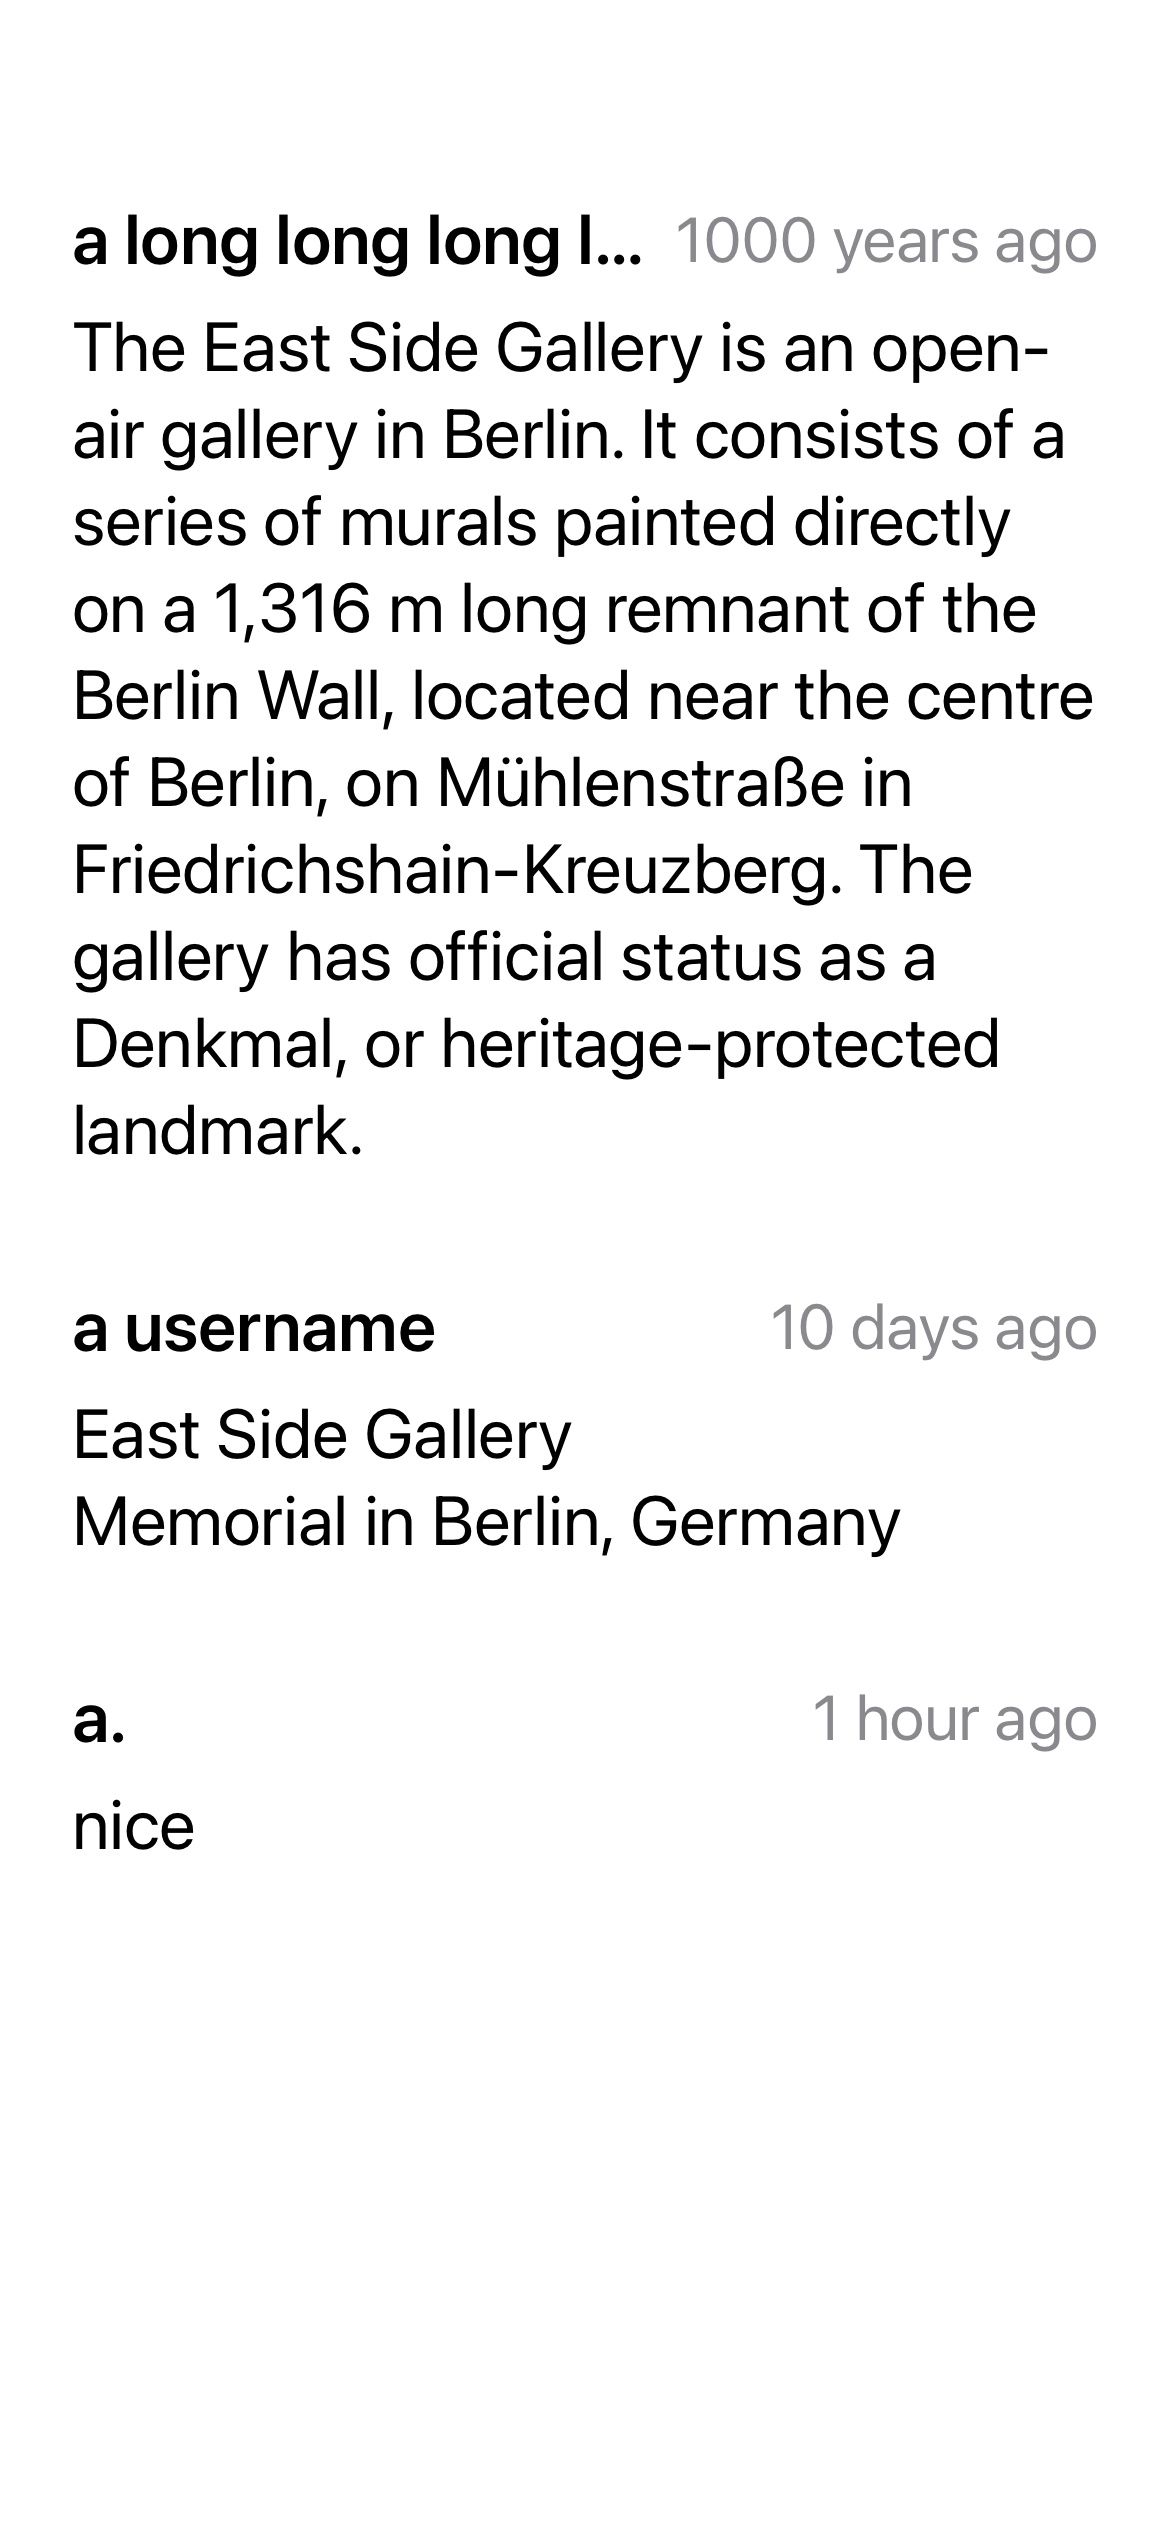 a long long long l... 1000 years ago
The East Side Gallery is an open-
air gallery in Berlin. It consists of a
series of murals painted directly
on a 1,316 m long remnant of the
Berlin Wall, located near the centre
of Berlin, on Mühlenstraße in
Friedrichshain-Kreuzberg. The
gallery has official status as a
Denkmal, or heritage-protected
landmark.
a username 10 days ago
East Side Gallery
Memorial in Berlin, Germany
a. 1 hour ago
nice